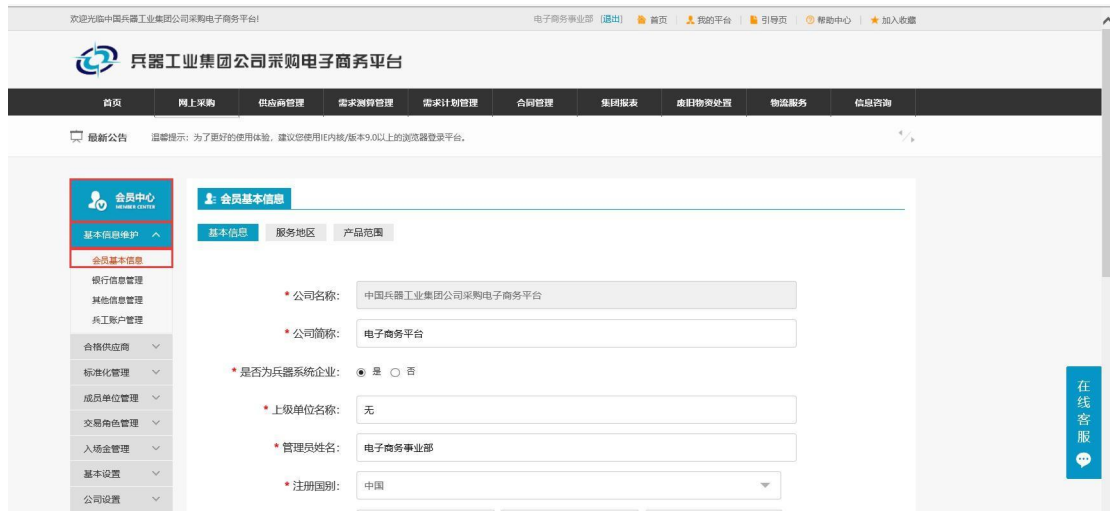 欢迎光临中国兵器工业集团公司采购电子商务平台!
电子商务事业部 [退出] 首页 我的平台 引导页 帮助中心 加入收藏
兵器工业集团公司采购电子商务平台
首页 网上采购 供应商管理 需求测算管理 需求计划管理 合同管理 集团报表 废旧物资处置 物流服务 信息咨询
最新公告 温馨提示：为了更好的使用体验，建议您使用IE内核/版本9.0以上的浏览器登录平台。
会员中心
MEMBER CENTER
基本信息维护
会员基本信息
银行信息管理
其他信息管理
兵工账户管理
合格供应商
标准化管理
成员单位管理
交易角色管理
入场金管理
基本设置
公司设置
会员基本信息
基本信息 服务地区 产品范围
* 公司名称： 中国兵器工业集团公司采购电子商务平台
* 公司简称： 电子商务平台
* 是否为兵器系统企业： 是 否
* 上级单位名称： 无
* 管理员姓名： 电子商务事业部
* 注册国别： 中国
在线客服